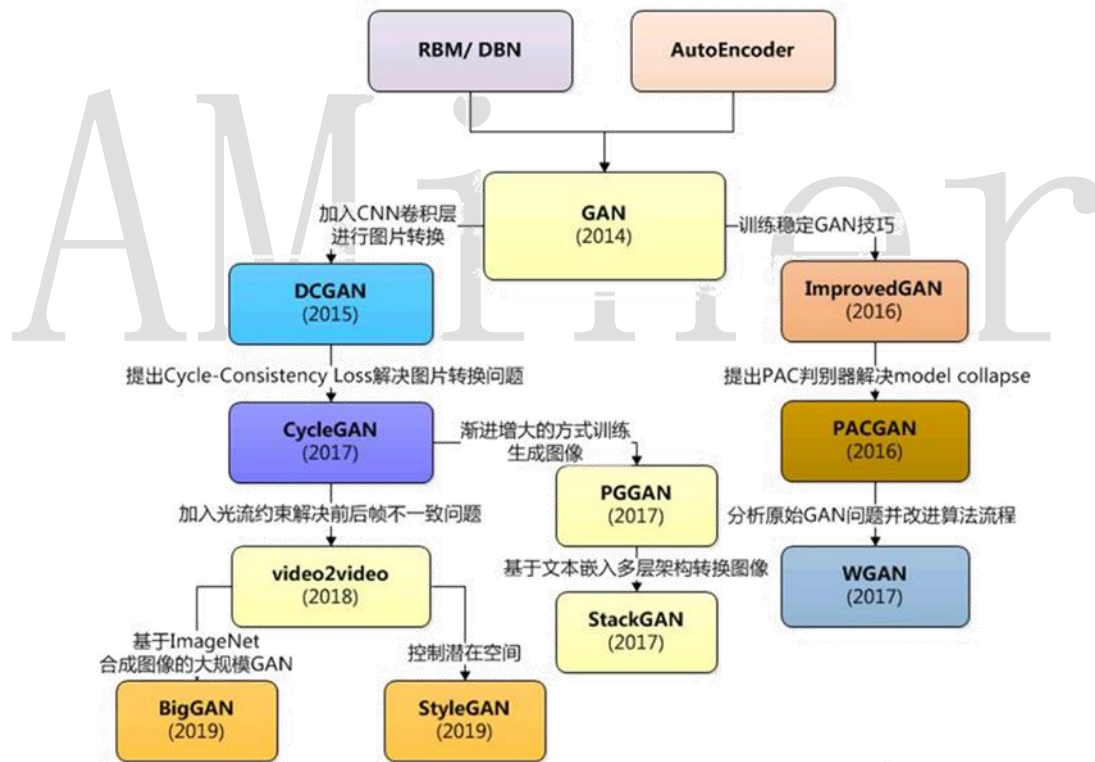 RBM/ DBN
AutoEncoder
AMiner
GAN
(2014)
加入CNN卷积层
进行图片转换
训练稳定GAN技巧
DCGAN
(2015)
ImprovedGAN
(2016)
提出Cycle-Consistency Loss解决图片转换问题
提出PAC判别器解决model collapse
CycleGAN
(2017)
渐进增大的方式训练
生成图像
PACGAN
(2016)
PGGAN
(2017)
加入光流约束解决前后帧不一致问题
分析原始GAN问题并改进算法流程
video2video
(2018)
基于文本嵌入多层架构转换图像
WGAN
(2017)
StackGAN
(2017)
基于ImageNet
合成图像的大规模GAN
控制潜在空间
BigGAN
(2019)
StyleGAN
(2019)